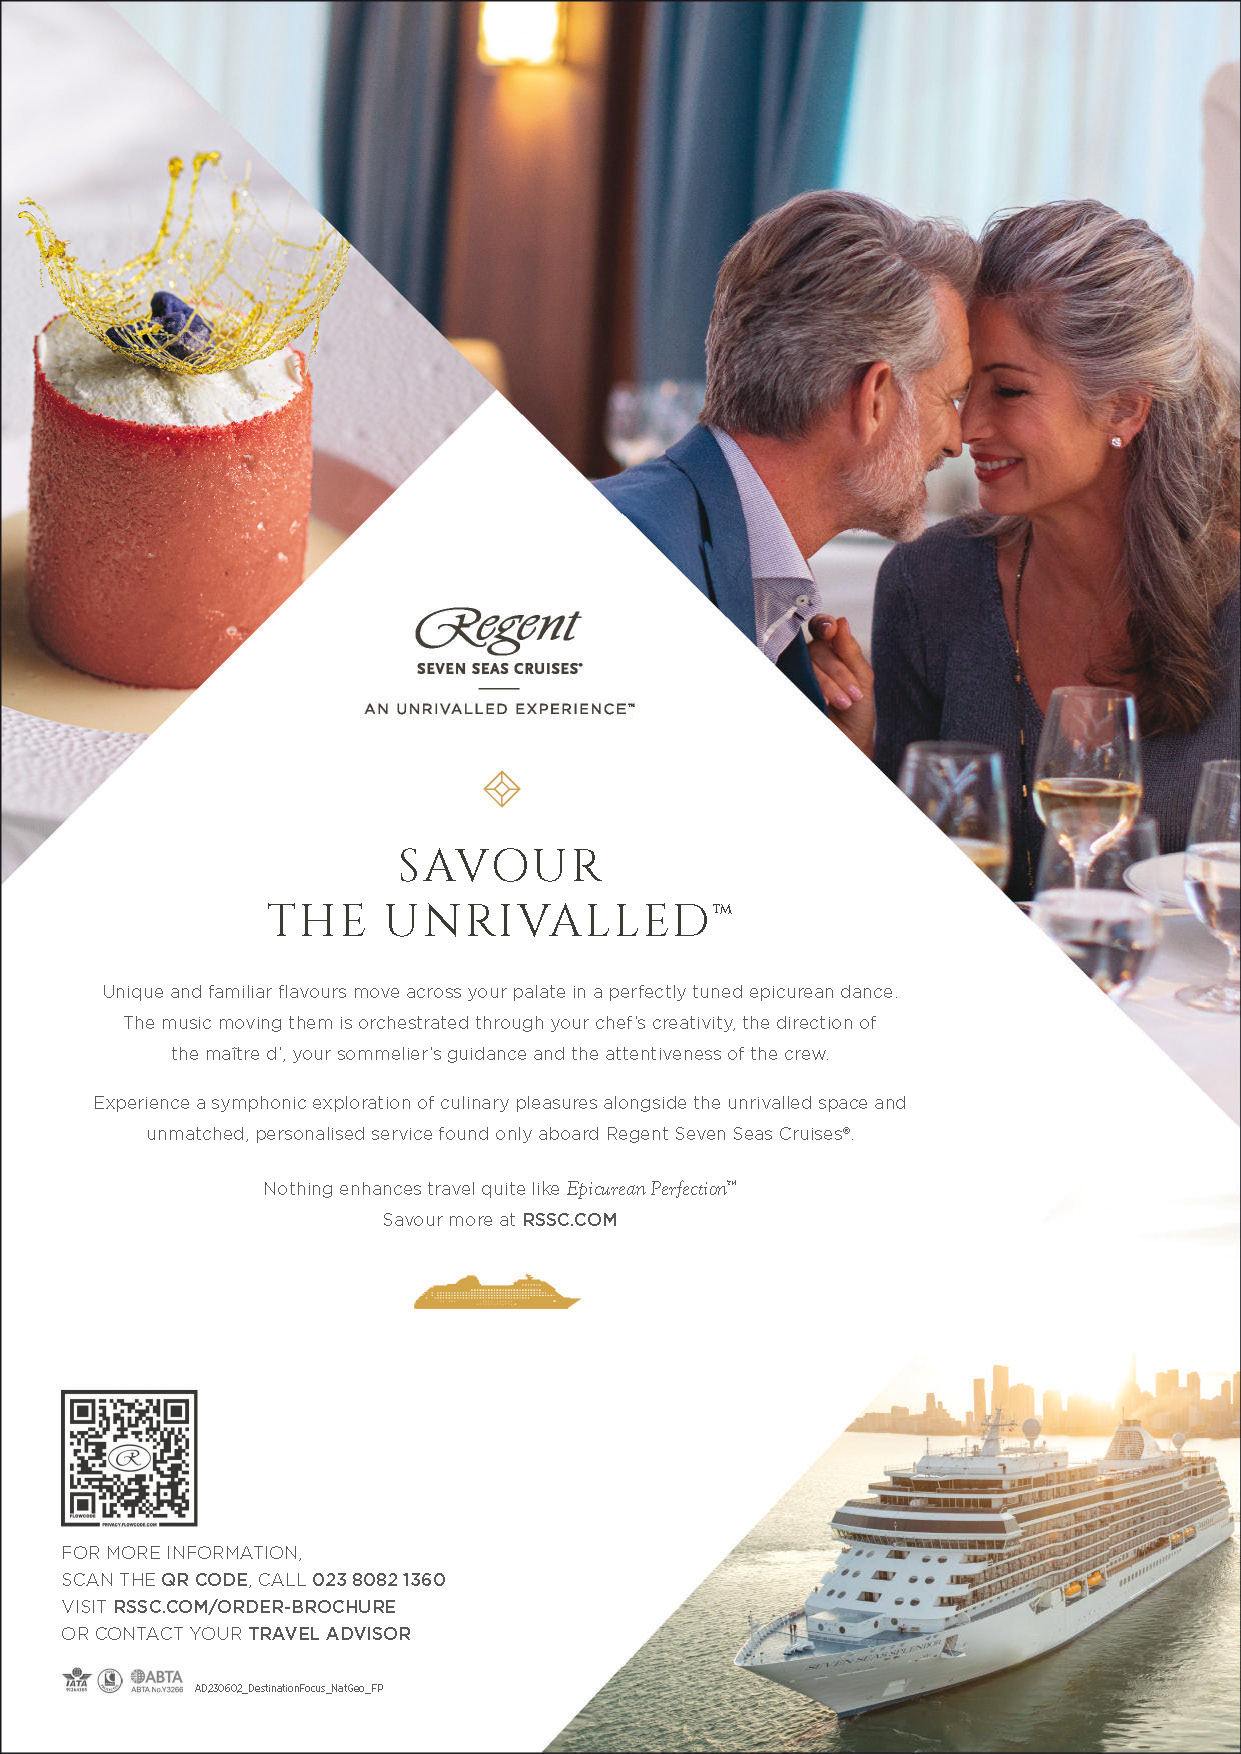 Regent
SEVEN SEAS CRUISES®
AN UNRIVALLED EXPERIENCE™
SAVOUR
THE UNRIVALLED™
Unique and familiar flavours move across your palate in a perfectly tuned epicurean dance.
The music moving them is orchestrated through your chef's creativity, the direction of
the maître d', your sommelier's guidance and the attentiveness of the crew.
Experience a symphonic exploration of culinary pleasures alongside the unrivalled space and
unmatched, personalised service found only aboard Regent Seven Seas Cruises®.
Nothing enhances travel quite like Epicurean Perfection™
Savour more at RSSC.COM
R
FLOWCODE
PRIVACY.FLOWCODE.COM
FOR MORE INFORMATION,
SCAN THE QR CODE, CALL 023 8082 1360
VISIT RSSC.COM/ORDER-BROCHURE
OR CONTACT YOUR TRAVEL ADVISOR
IATA
ABTA
ABTA No.Y3266
AD230602_DestinationFocus_NatGeo_FP
SEVEN SEAS SPLENDOR